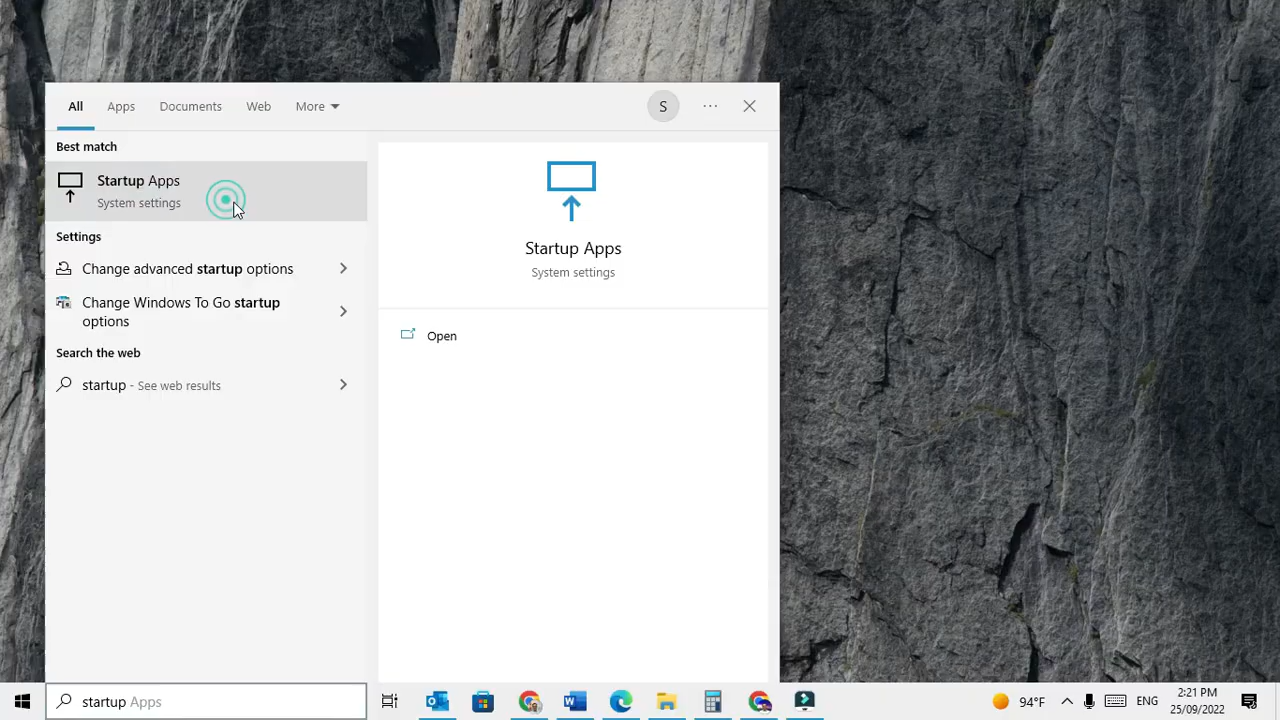 All Apps Documents Web More S ...
Best match
Startup Apps
System settings
Settings
Change advanced startup options
Change Windows To Go startup
options
Search the web
startup - See web results
Startup Apps
System settings
Open
startup Apps
94°F ENG 2:21 PM
25/09/2022